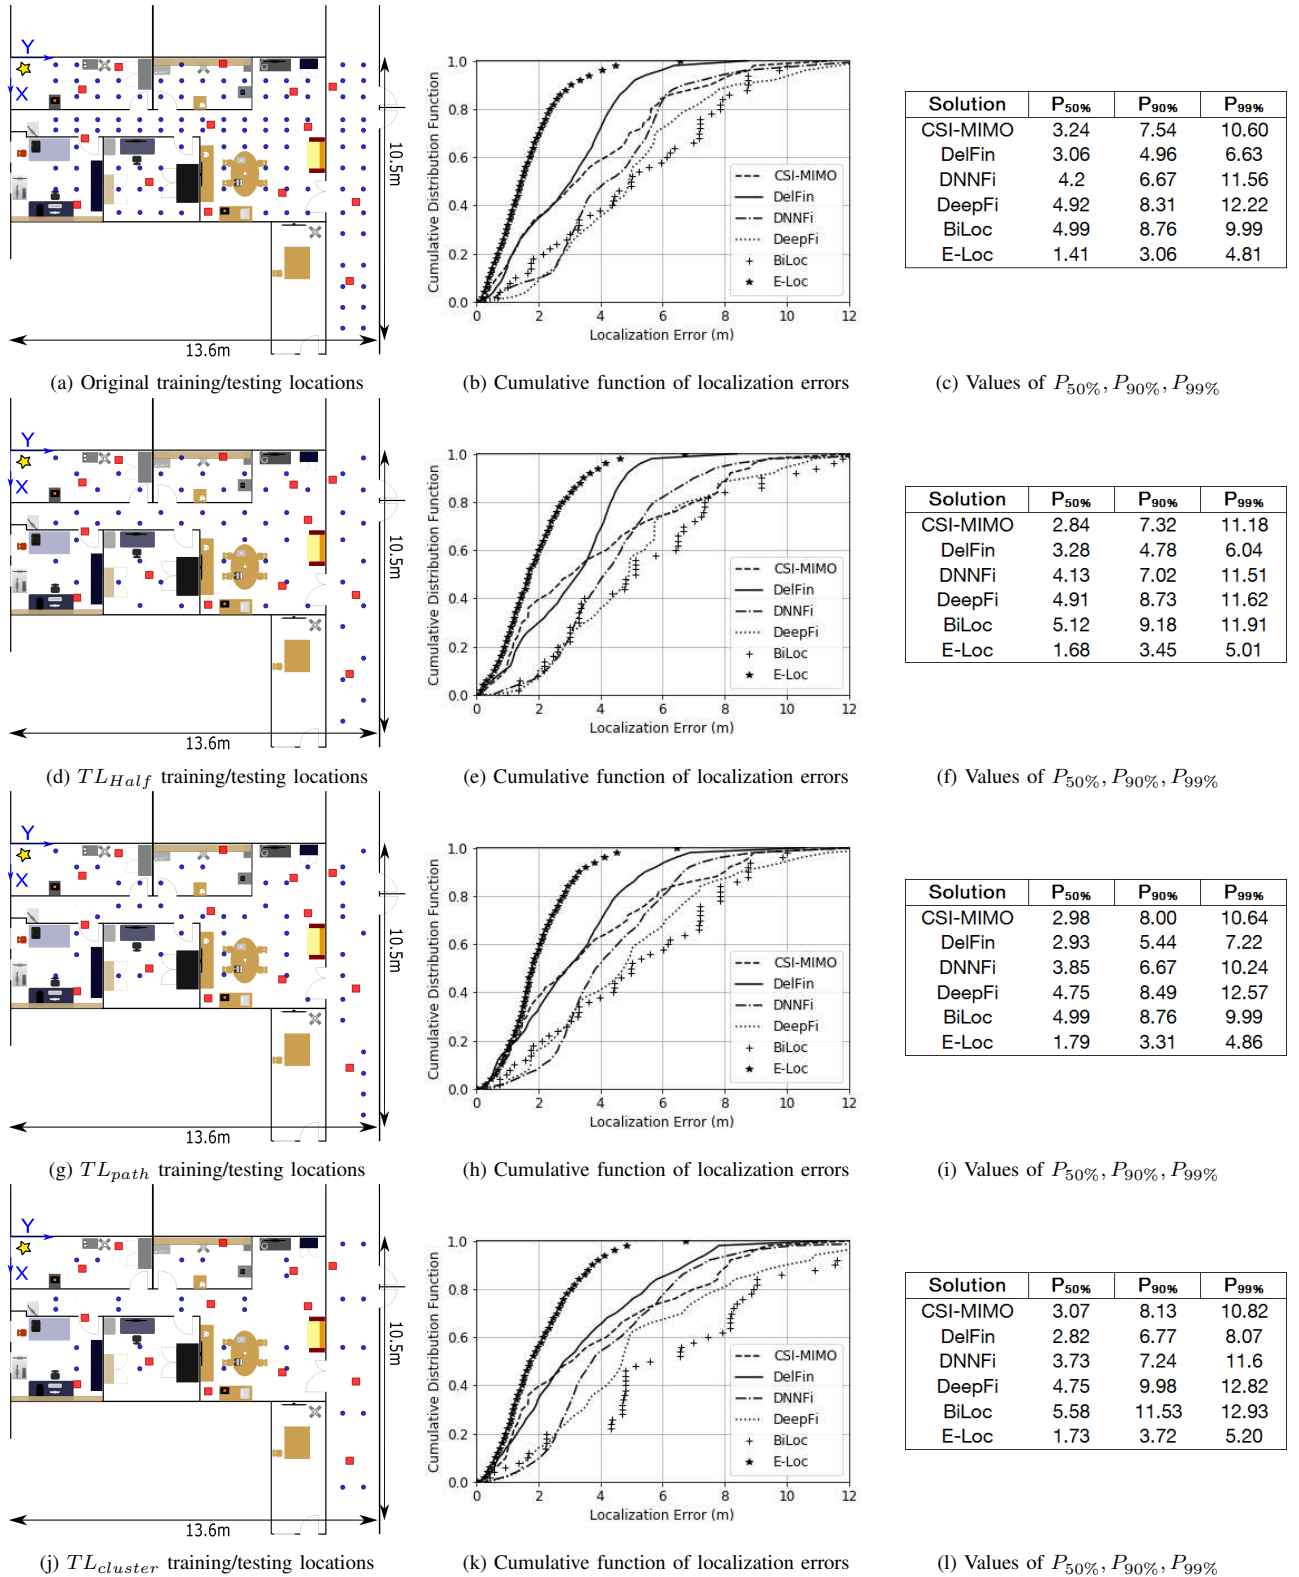 Y
X
10.5m
13.6m
(a) Original training/testing locations
Cumulative Distribution Function
1.0
0.8
0.6
0.4
0.2
0.0
0 2 4 6 8 10 12
Localization Error (m)
CSI-MIMO
DelFin
DNNFi
DeepFi
BiLoc
E-Loc
(b) Cumulative function of localization errors
Solution P50% P90% P99%
CSI-MIMO 3.24 7.54 10.60
DelFin 3.06 4.96 6.63
DNNFi 4.2 6.67 11.56
DeepFi 4.92 8.31 12.22
BiLoc 4.99 8.76 9.99
E-Loc 1.41 3.06 4.81
(c) Values of P50%, P90%, P99%
Y
X
10.5m
13.6m
(d) TLHalf training/testing locations
Cumulative Distribution Function
1.0
0.8
0.6
0.4
0.2
0.0
0 2 4 6 8 10 12
Localization Error (m)
CSI-MIMO
DelFin
DNNFi
DeepFi
BiLoc
E-Loc
(e) Cumulative function of localization errors
Solution P50% P90% P99%
CSI-MIMO 2.84 7.32 11.18
DelFin 3.28 4.78 6.04
DNNFi 4.13 7.02 11.51
DeepFi 4.91 8.73 11.62
BiLoc 5.12 9.18 11.91
E-Loc 1.68 3.45 5.01
(f) Values of P50%, P90%, P99%
Y
X
10.5m
13.6m
(g) TLpath training/testing locations
Cumulative Distribution Function
1.0
0.8
0.6
0.4
0.2
0.0
0 2 4 6 8 10 12
Localization Error (m)
CSI-MIMO
DelFin
DNNFi
DeepFi
BiLoc
E-Loc
(h) Cumulative function of localization errors
Solution P50% P90% P99%
CSI-MIMO 2.98 8.00 10.64
DelFin 2.93 5.44 7.22
DNNFi 3.85 6.67 10.24
DeepFi 4.75 8.49 12.57
BiLoc 4.99 8.76 9.99
E-Loc 1.79 3.31 4.86
(i) Values of P50%, P90%, P99%
Y
X
10.5m
13.6m
(j) TLcluster training/testing locations
Cumulative Distribution Function
1.0
0.8
0.6
0.4
0.2
0.0
0 2 4 6 8 10 12
Localization Error (m)
CSI-MIMO
DelFin
DNNFi
DeepFi
BiLoc
E-Loc
(k) Cumulative function of localization errors
Solution P50% P90% P99%
CSI-MIMO 3.07 8.13 10.82
DelFin 2.82 6.77 8.07
DNNFi 3.73 7.24 11.6
DeepFi 4.75 9.98 12.82
BiLoc 5.58 11.53 12.93
E-Loc 1.73 3.72 5.20
(l) Values of P50%, P90%, P99%